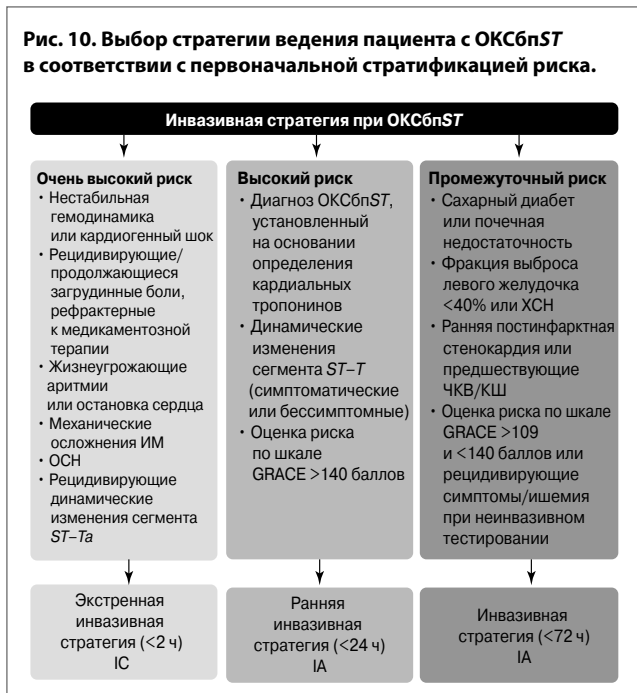 Рис. 10. Выбор стратегии ведения пациента с ОКСбпST
в соответствии с первоначальной стратификацией риска.
Инвазивная стратегия при ОКСбпST
Очень высокий риск
• Нестабильная
гемодинамика
или кардиогенный шок
• Рецидивирующие/
продолжающиеся
загрудинные боли,
рефрактерные
к медикаментозной
терапии
• Жизнеугрожающие
аритмии
или остановка сердца
• Механические
осложнения ИМ
• ОСН
• Рецидивирующие
динамические
изменения сегмента
ST–Ta
Экстренная
инвазивная
стратегия (<2 ч)
IC
Высокий риск
• Диагноз ОКСбпST,
установленный
на основании
определения
кардиальных
тропонинов
• Динамические
изменения
сегмента ST–T
(симптоматические
или бессимптомные)
• Оценка риска
по шкале
GRACE >140 баллов
Ранняя
инвазивная
стратегия (<24 ч)
IA
Промежуточный риск
• Сахарный диабет
или почечная
недостаточность
• Фракция выброса
левого желудочка
<40% или ХСН
• Ранняя постинфарктная
стенокардия или
предшествующие
ЧКВ/КШ
• Оценка риска по шкале
GRACE >109
и <140 баллов или
рецидивирующие
симптомы/ишемия
при неинвазивном
тестировании
Инвазивная
стратегия (<72 ч)
IA